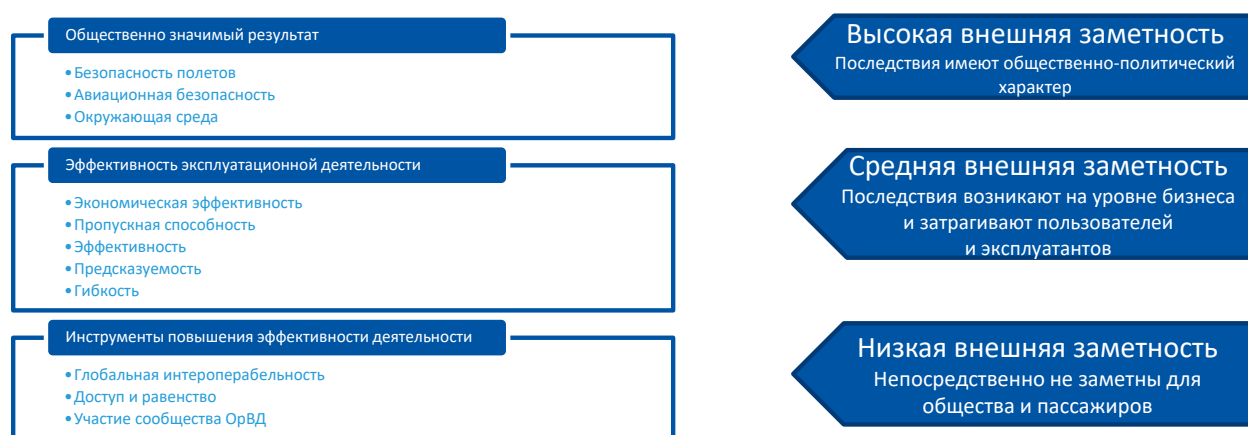 Общественно значимый результат
•Безопасность полетов
•Авиационная безопасность
•Окружающая среда
Высокая внешняя заметность
Последствия имеют общественно-политический
характер
Эффективность эксплуатационной деятельности
•Экономическая эффективность
•Пропускная способность
•Эффективность
•Предсказуемость
•Гибкость
Средняя внешняя заметность
Последствия возникают на уровне бизнеса
и затрагивают пользователей
и эксплуатантов
Инструменты повышения эффективности деятельности
•Глобальная интероперабельность
•Доступ и равенство
•Участие сообщества ОрВД
Низкая внешняя заметность
Непосредственно не заметны для
общества и пассажиров